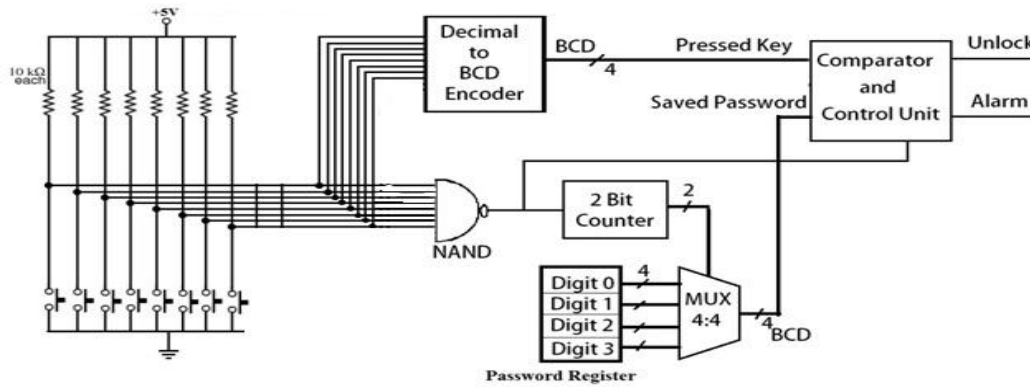 +5V
10 kΩ
each
Decimal
to
BCD
Encoder
BCD
4
Pressed Key
Saved Password
Comparator
and
Control Unit
Unlock
Alarm
NAND
2 Bit
Counter
2
Digit 0
Digit 1
Digit 2
Digit 3
4
MUX
4:4
4
BCD
Password Register